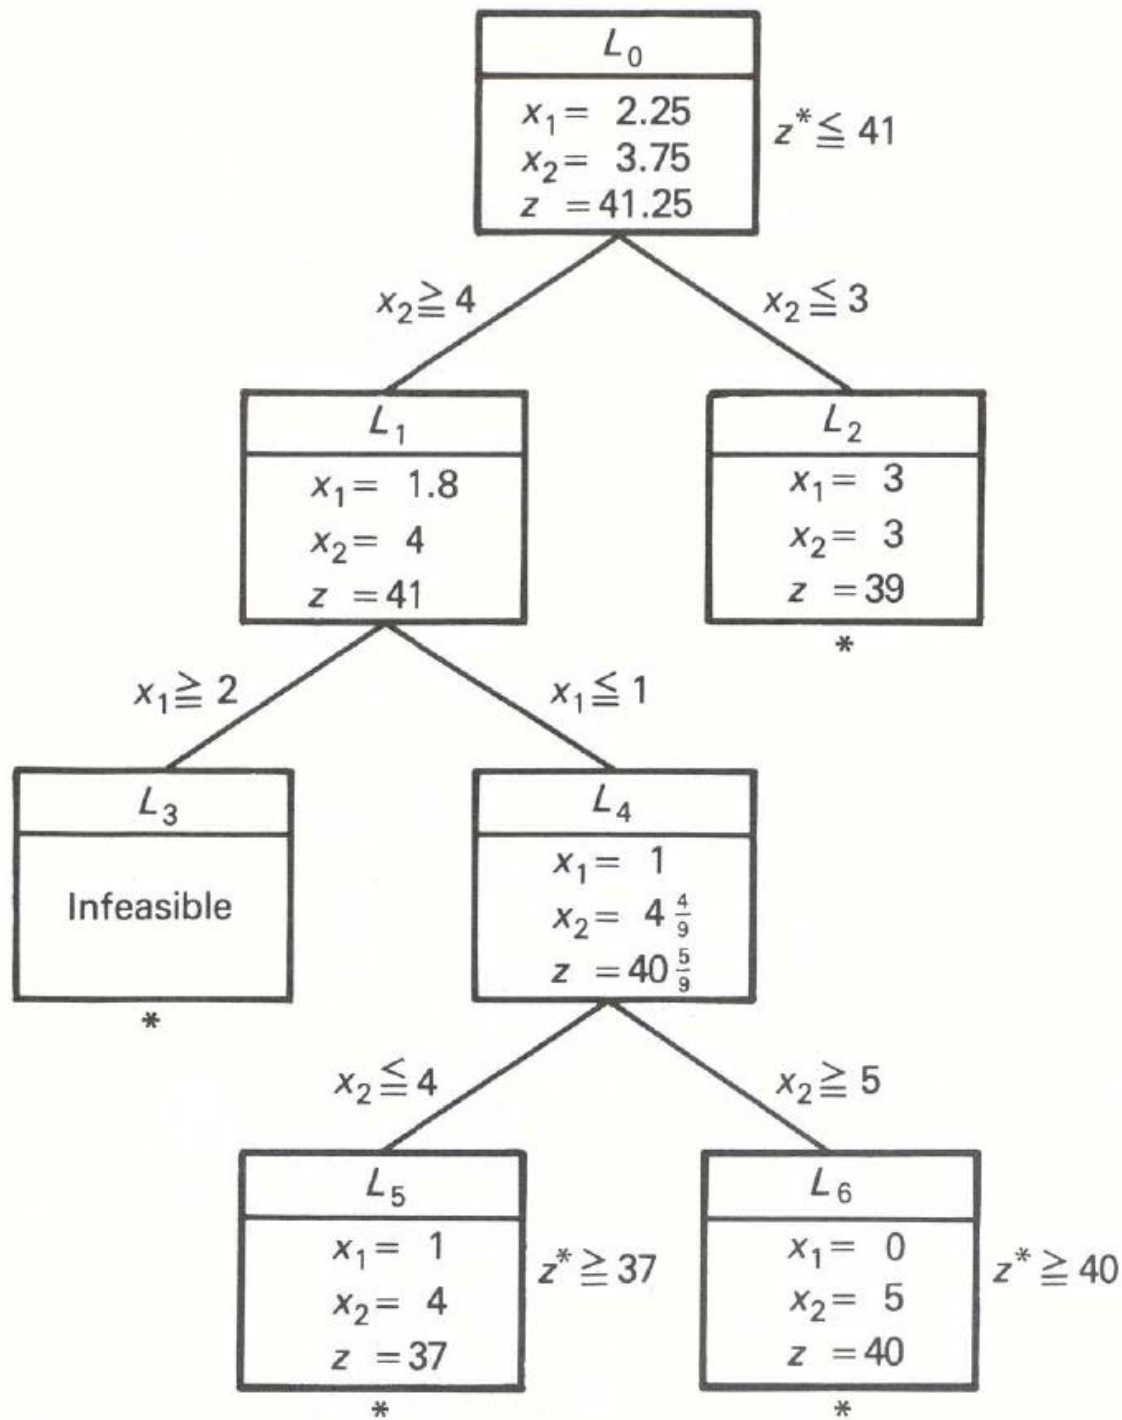 L₀
x₁ = 2.25
x₂ = 3.75
z = 41.25
z* ≦ 41
x₂ ≧ 4
x₂ ≦ 3
L₁
x₁ = 1.8
x₂ = 4
z = 41
L₂
x₁ = 3
x₂ = 3
z = 39
*
x₁ ≧ 2
x₁ ≦ 1
L₃
Infeasible
*
L₄
x₁ = 1
x₂ = 4 4/9
z = 40 5/9
x₂ ≦ 4
x₂ ≧ 5
L₅
x₁ = 1
x₂ = 4
z = 37
z* ≧ 37
*
L₆
x₁ = 0
x₂ = 5
z = 40
z* ≧ 40
*